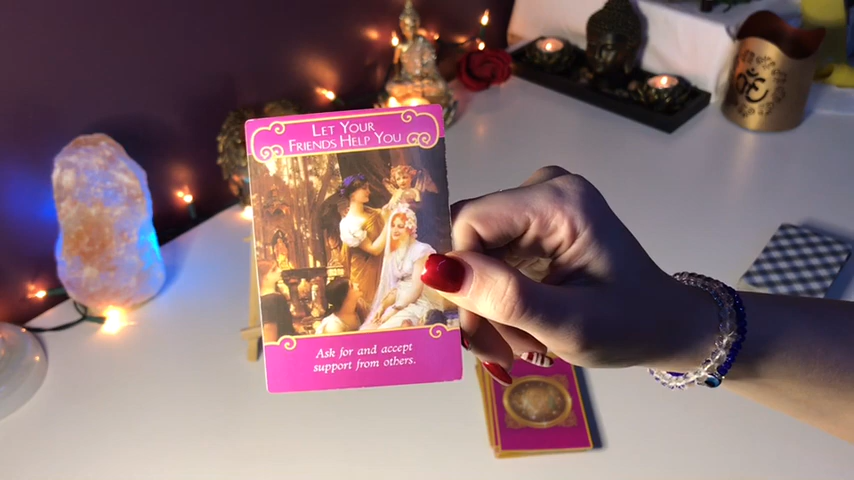 Let Your
Friends Help You
Ask for and accept
support from others.
ॐ